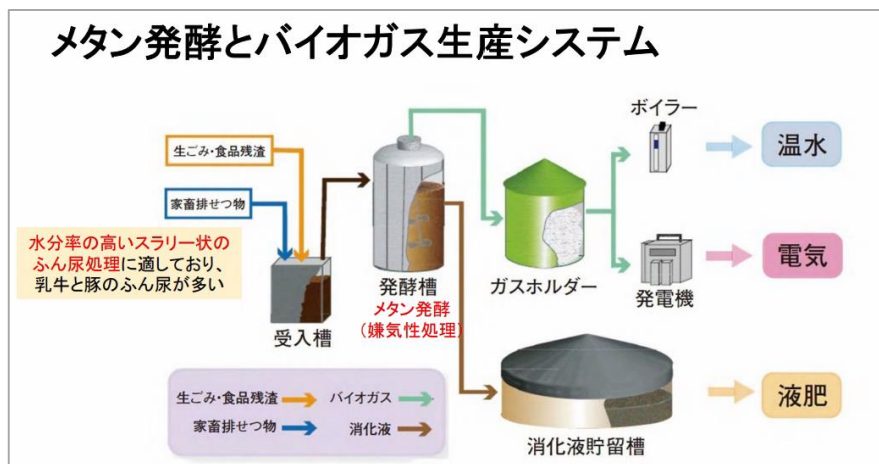 メタン発酵とバイオガス生産システム
生ごみ・食品残渣
家畜排せつ物
水分率の高いスラリー状の
ふん尿処理に適しており、
乳牛と豚のふん尿が多い
受入槽
発酵槽
メタン発酵
(嫌気性処理)
ガスホルダー
ボイラー
温水
発電機
電気
消化液貯留槽
液肥
生ごみ・食品残渣
バイオガス
家畜排せつ物
消化液